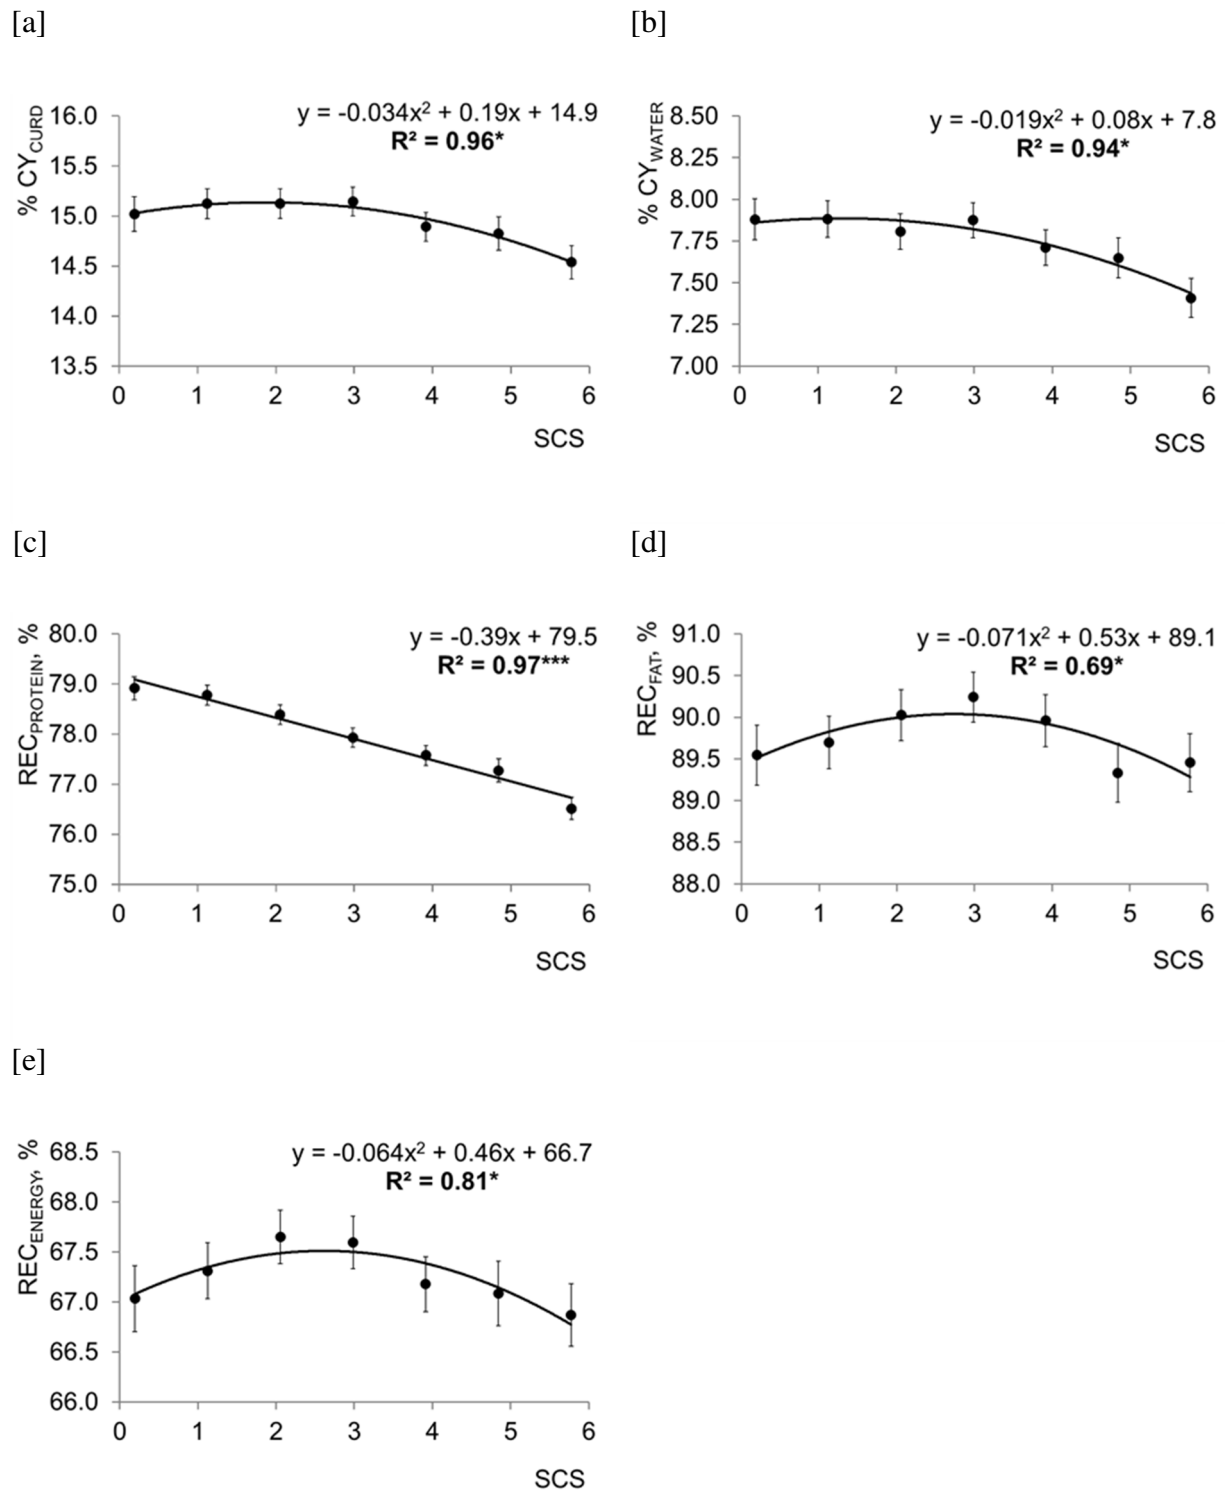 [a]
y = -0.034x² + 0.19x + 14.9
R² = 0.96*
% CY_CURD
16.0
15.5
15.0
14.5
14.0
13.5
0 1 2 3 4 5 6
SCS
[b]
y = -0.019x² + 0.08x + 7.8
R² = 0.94*
% CY_WATER
8.50
8.25
8.00
7.75
7.50
7.25
7.00
0 1 2 3 4 5 6
SCS
[c]
y = -0.39x + 79.5
R² = 0.97***
REC_PROTEIN, %
80.0
79.0
78.0
77.0
76.0
75.0
0 1 2 3 4 5 6
SCS
[d]
y = -0.071x² + 0.53x + 89.1
R² = 0.69*
REC_FAT, %
91.0
90.5
90.0
89.5
89.0
88.5
88.0
0 1 2 3 4 5 6
SCS
[e]
y = -0.064x² + 0.46x + 66.7
R² = 0.81*
REC_ENERGY, %
68.5
68.0
67.5
67.0
66.5
66.0
0 1 2 3 4 5 6
SCS